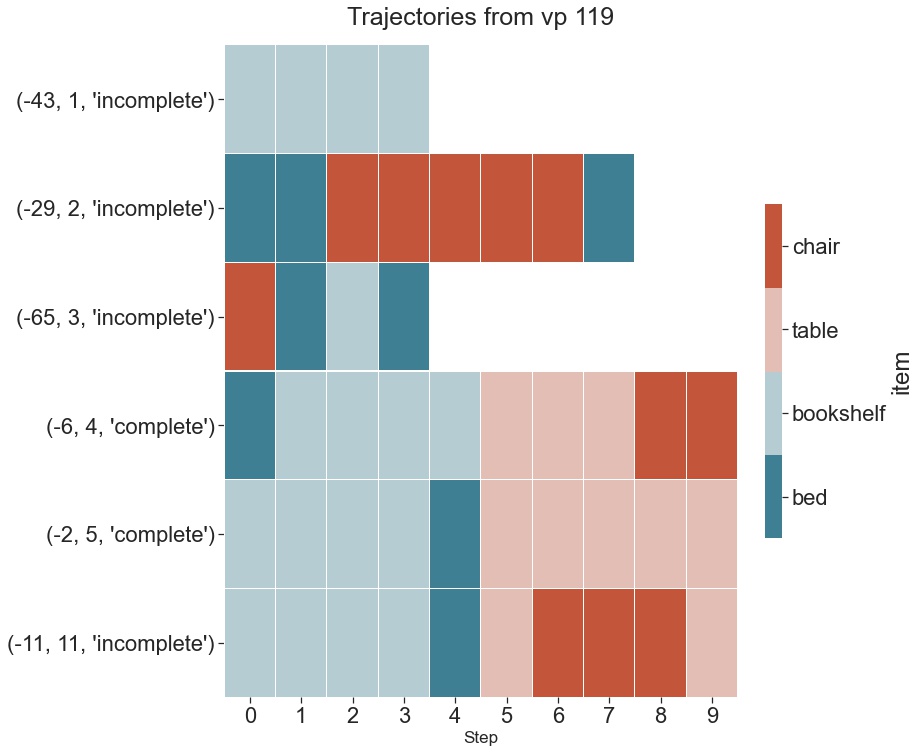 Trajectories from vp 119
(-43, 1, 'incomplete')
(-29, 2, 'incomplete')
(-65, 3, 'incomplete')
(-6, 4, 'complete')
(-2, 5, 'complete')
(-11, 11, 'incomplete')
0 1 2 3 4 5 6 7 8 9
Step
chair
table
bookshelf
bed
item